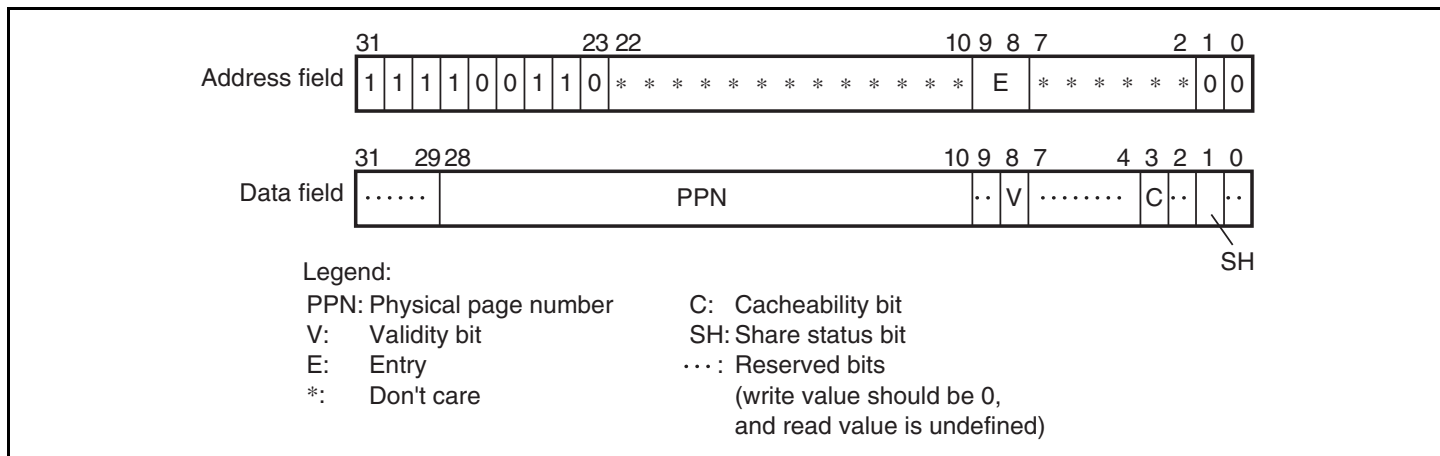 31 23 22 10 9 8 7 2 1 0
Address field 1 1 1 1 0 0 1 1 0 * * * * * * * * * * * * * E * * * * * * 0 0
31 29 28 10 9 8 7 4 3 2 1 0
Data field ...... PPN .. V ........ C .. ..
SH
Legend:
PPN: Physical page number C: Cacheability bit
V: Validity bit SH: Share status bit
E: Entry ...: Reserved bits
*: Don't care (write value should be 0,
and read value is undefined)